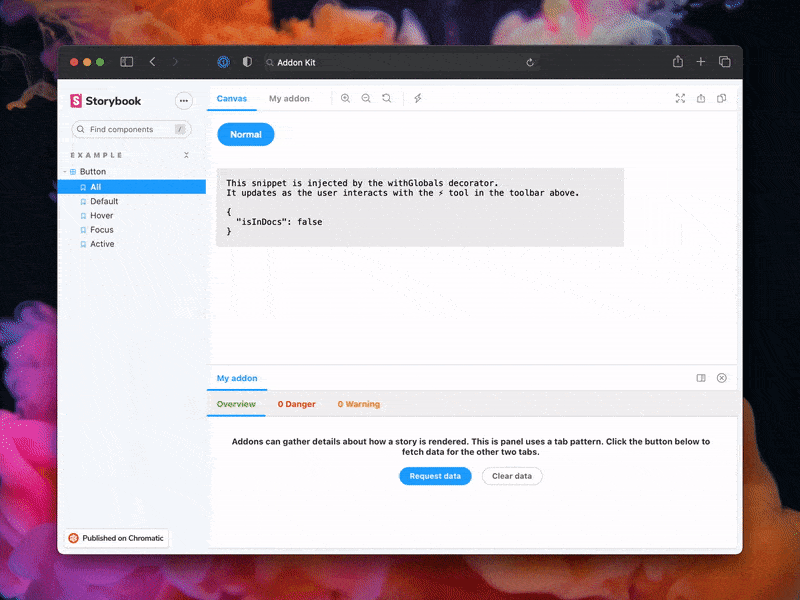 Addon Kit
Storybook
Canvas
My addon
Find components
/
Normal
EXAMPLE
Button
All
Default
Hover
Focus
Active
This snippet is injected by the withGlobals decorator.
It updates as the user interacts with the ⚡ tool in the toolbar above.
{
"isInDocs": false
}
My addon
Overview
0 Danger
0 Warning
Addons can gather details about how a story is rendered. This is panel uses a tab pattern. Click the button below to
fetch data for the other two tabs.
Request data
Clear data
Published on Chromatic